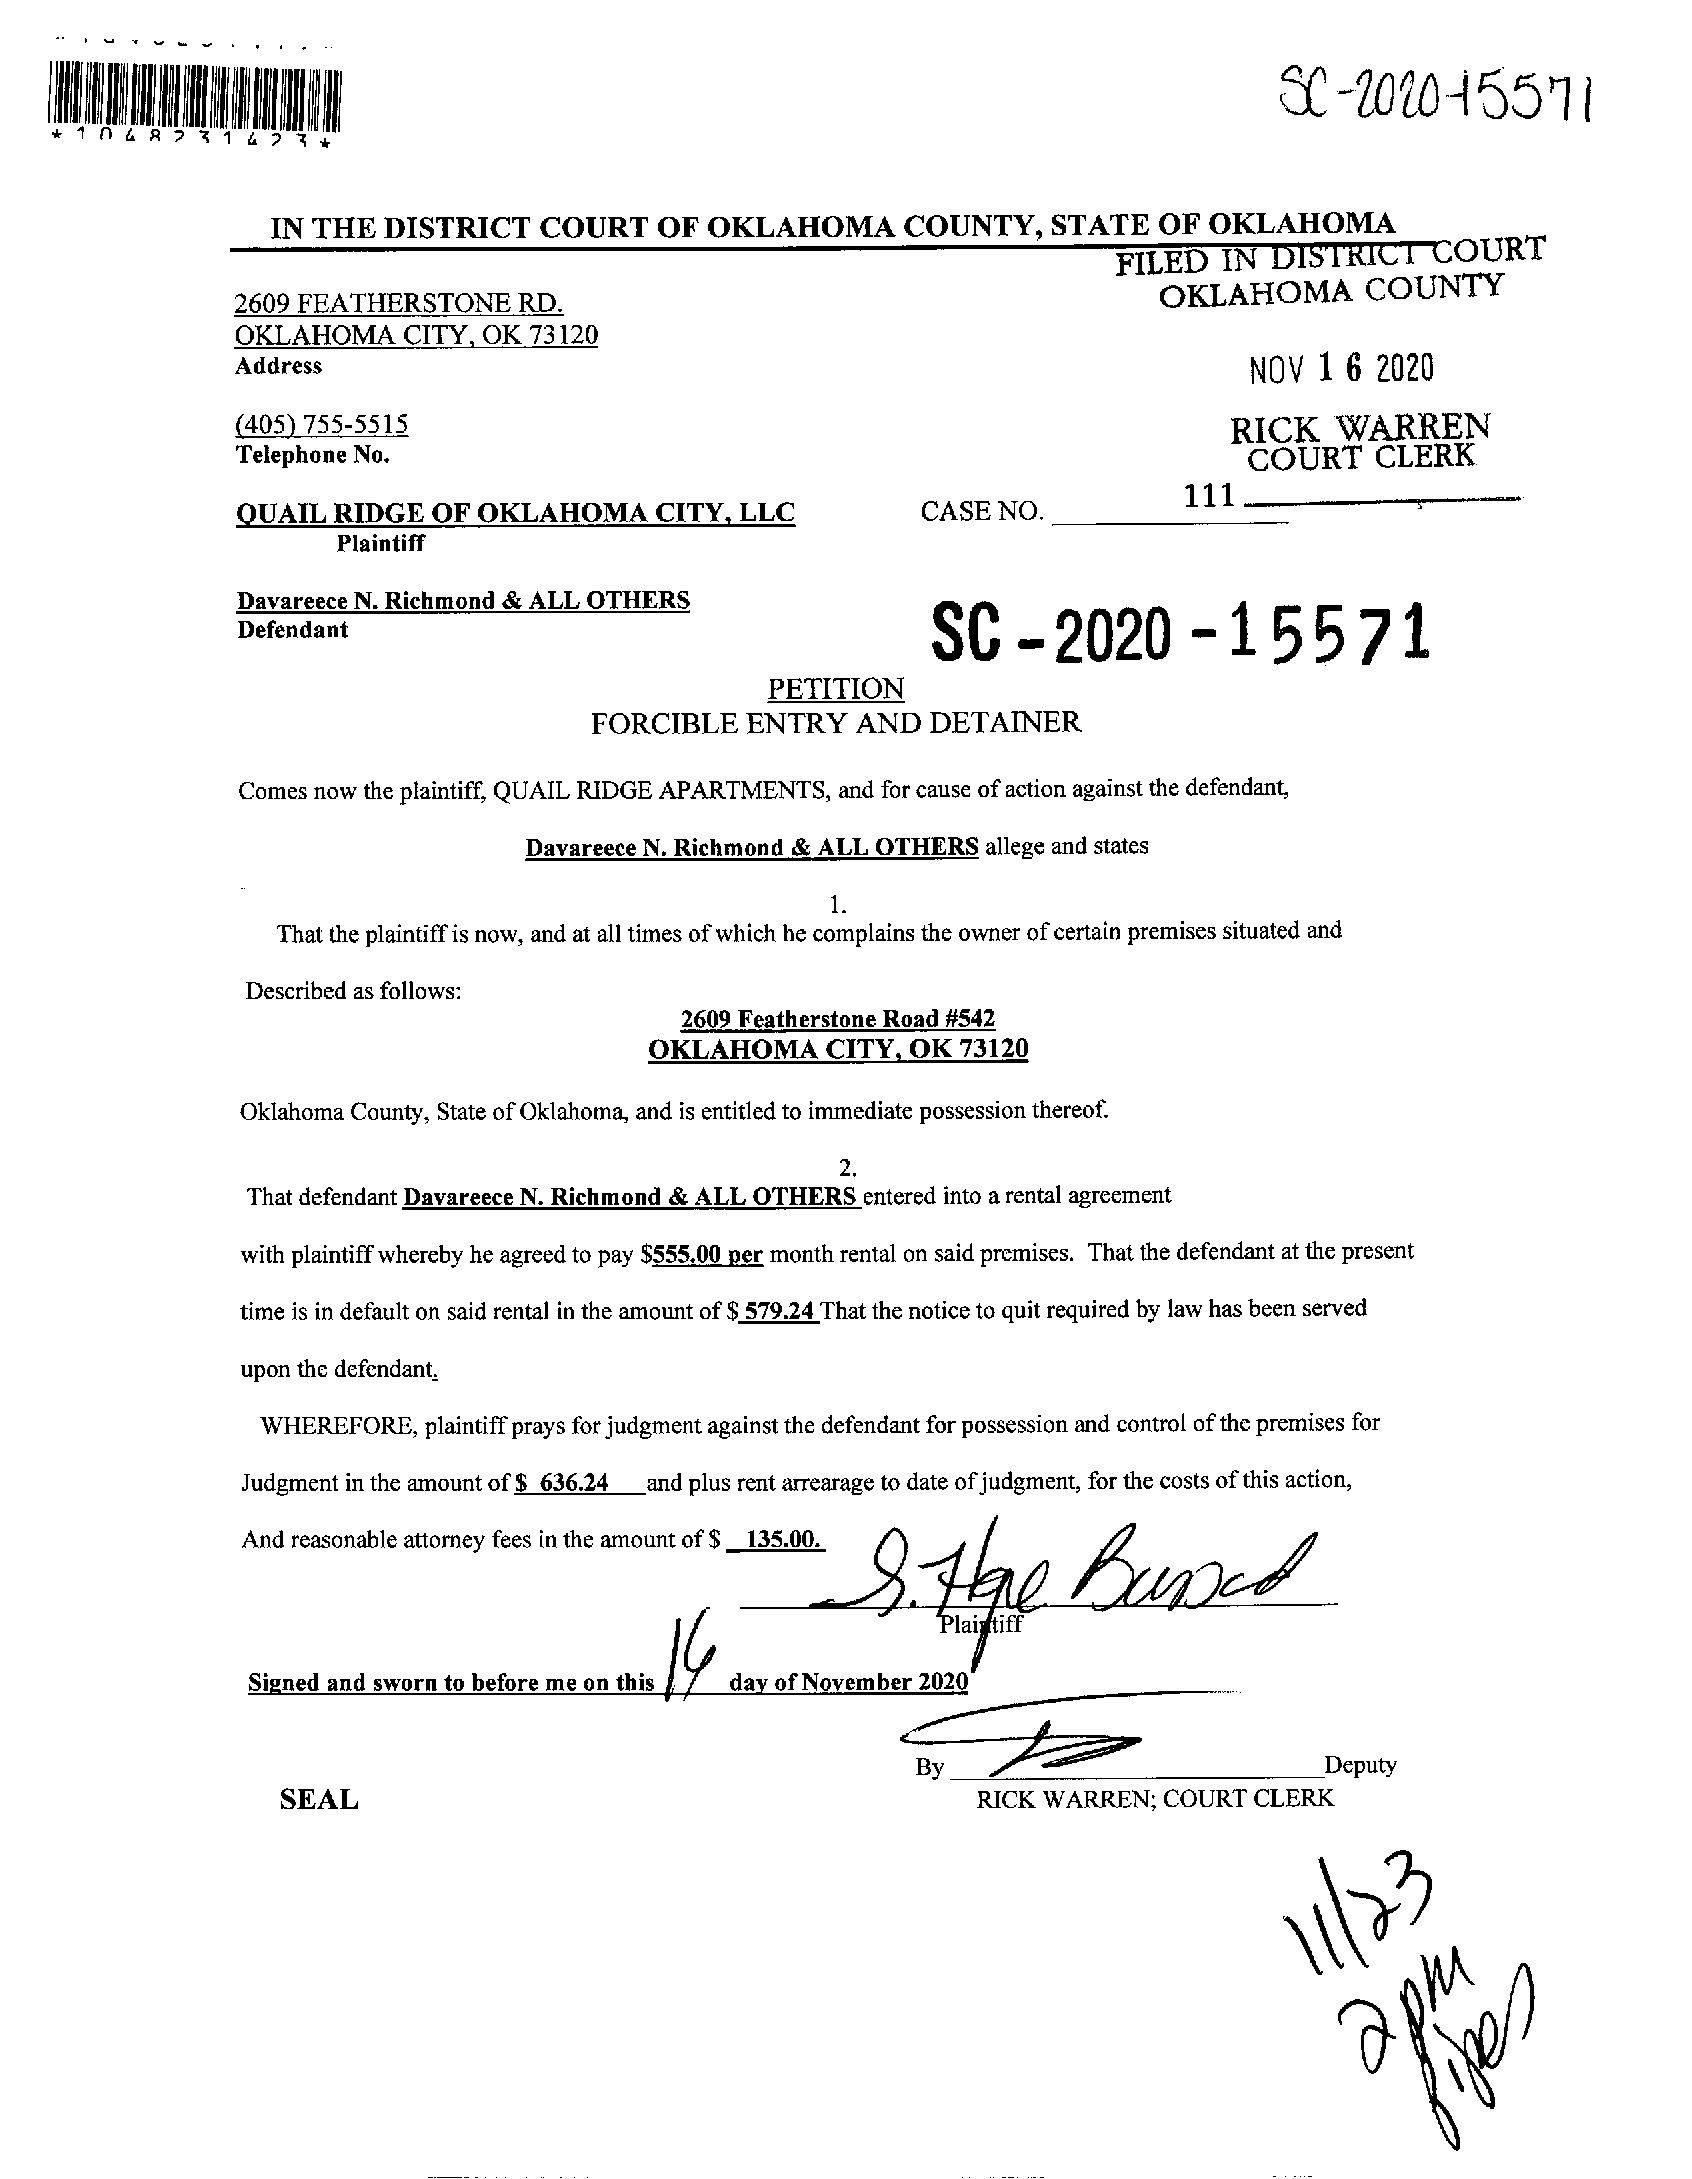 *1048231423*
SC-2020-15571
IN THE DISTRICT COURT OF OKLAHOMA COUNTY, STATE OF OKLAHOMA
FILED IN DISTRICT COURT
OKLAHOMA COUNTY
2609 FEATHERSTONE RD.
OKLAHOMA CITY, OK 73120
Address
NOV 16 2020
(405) 755-5515
Telephone No.
RICK WARREN
COURT CLERK
111
QUAIL RIDGE OF OKLAHOMA CITY, LLC
CASE NO.
Plaintiff
Davareece N. Richmond & ALL OTHERS
Defendant
SC - 2020 - 15571
PETITION
FORCIBLE ENTRY AND DETAINER
Comes now the plaintiff, QUAIL RIDGE APARTMENTS, and for cause of action against the defendant,
Davareece N. Richmond & ALL OTHERS allege and states
1.
That the plaintiff is now, and at all times of which he complains the owner of certain premises situated and
Described as follows:
2609 Featherstone Road #542
OKLAHOMA CITY, OK 73120
Oklahoma County, State of Oklahoma, and is entitled to immediate possession thereof.
2.
That defendant Davareece N. Richmond & ALL OTHERS entered into a rental agreement
with plaintiff whereby he agreed to pay $555.00 per month rental on said premises. That the defendant at the present
time is in default on said rental in the amount of $ 579.24 That the notice to quit required by law has been served
upon the defendant.
WHEREFORE, plaintiff prays for judgment against the defendant for possession and control of the premises for
Judgment in the amount of $ 636.24 and plus rent arrearage to date of judgment, for the costs of this action,
And reasonable attorney fees in the amount of $ 135.00.
S. Hope
Plaintiff
Signed and sworn to before me on this 16 day of November 2020
By Deputy
SEAL
RICK WARREN; COURT CLERK
11/23
2pm